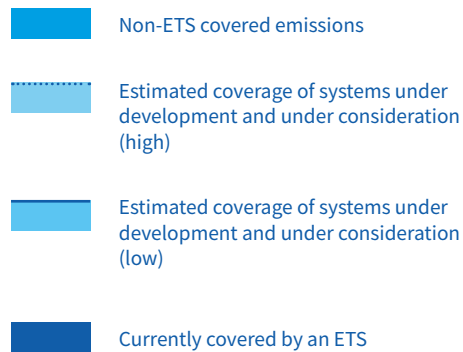 Non-ETS covered emissions
Estimated coverage of systems under
development and under consideration
(high)
Estimated coverage of systems under
development and under consideration
(low)
Currently covered by an ETS